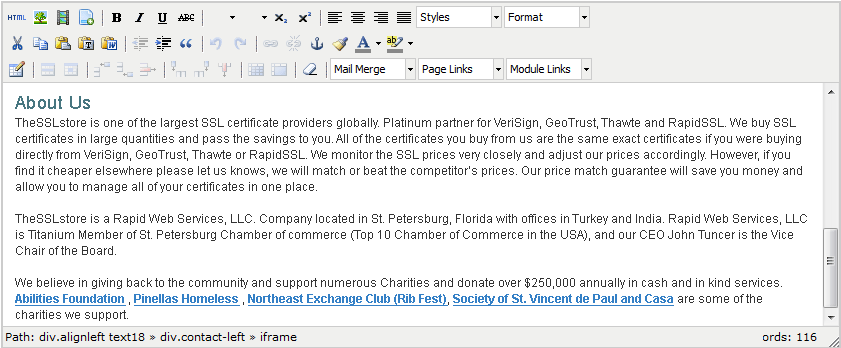 HTML
B I U ABC x₂ x² Styles Format
T W A ab
Mail Merge Page Links Module Links
About Us
TheSSLstore is one of the largest SSL certificate providers globally. Platinum partner for VeriSign, GeoTrust, Thawte and RapidSSL. We buy SSL
certificates in large quantities and pass the savings to you. All of the certificates you buy from us are the same exact certificates if you were buying
directly from VeriSign, GeoTrust, Thawte or RapidSSL. We monitor the SSL prices very closely and adjust our prices accordingly. However, if you
find it cheaper elsewhere please let us knows, we will match or beat the competitor's prices. Our price match guarantee will save you money and
allow you to manage all of your certificates in one place.
TheSSLstore is a Rapid Web Services, LLC. Company located in St. Petersburg, Florida with offices in Turkey and India. Rapid Web Services, LLC
is Titanium Member of St. Petersburg Chamber of commerce (Top 10 Chamber of Commerce in the USA), and our CEO John Tuncer is the Vice
Chair of the Board.
We believe in giving back to the community and support numerous Charities and donate over $250,000 annually in cash and in kind services.
Abilities Foundation , Pinellas Homeless , Northeast Exchange Club (Rib Fest), Society of St. Vincent de Paul and Casa are some of the
charities we support.
Path: div.alignleft text18 » div.contact-left » iframe ords: 116